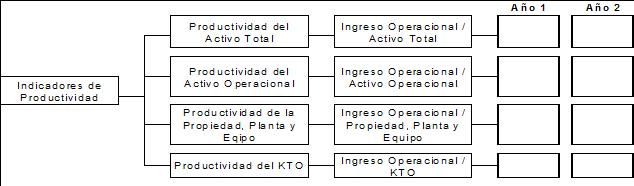 Año 1 Año 2
Productividad del
Activo Total
Ingreso Operacional /
Activo Total
Indicadores de
Productividad
Productividad del
Activo Operacional
Ingreso Operacional /
Activo Operacional
Productividad de la
Propiedad, Planta y
Eqipo
Ingreso Operacional /
Propiedad, Planta y
Equipo
Productividad del KTO
Ingreso Operacional /
KTO